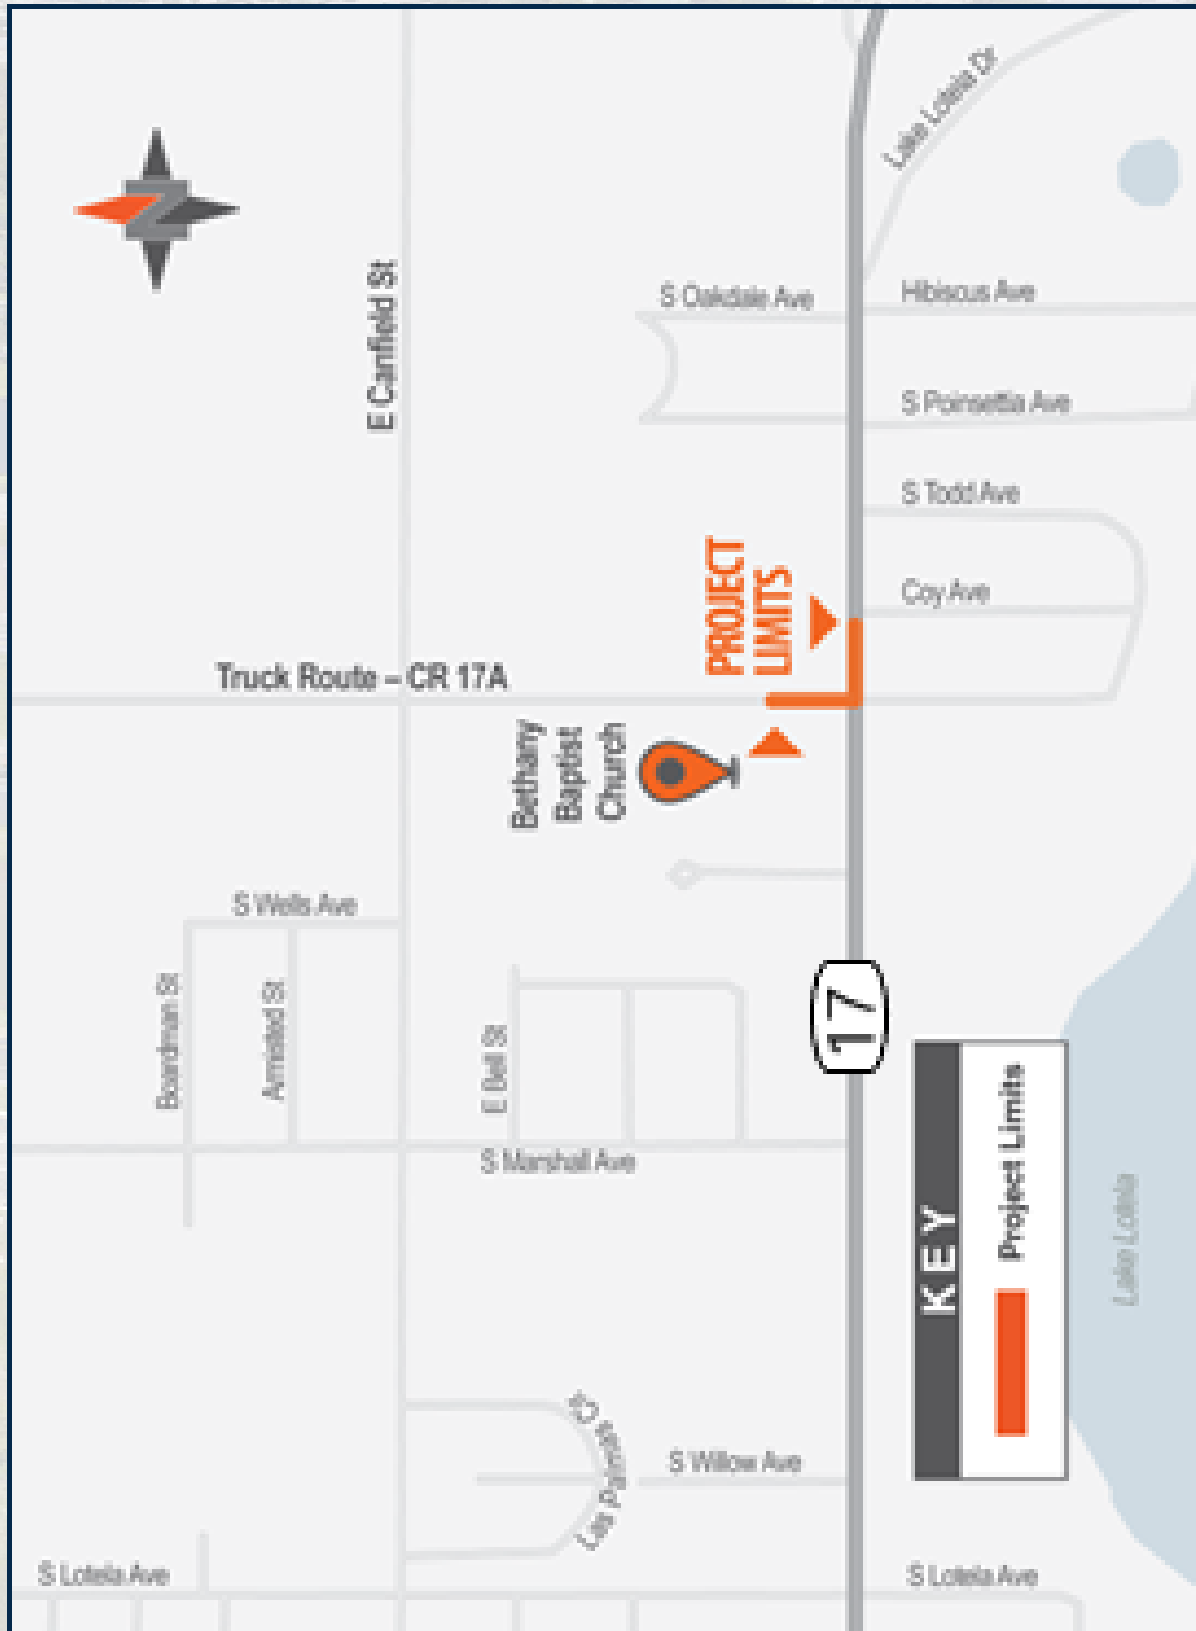 Lake Lotela Dr
E Canfield St
S Oakdale Ave
Hibiscus Ave
S Poinsettia Ave
S Todd Ave
Coy Ave
PROJECT
LIMITS
Truck Route – CR 17A
Bethany
Baptist
Church
S Wells Ave
Boardman St
Armisted St
E Bell St
17
S Marshall Ave
KEY
Project Limits
Lake Lotela
Las Palmas Cir
S Willow Ave
S Lotela Ave
S Lotela Ave
N